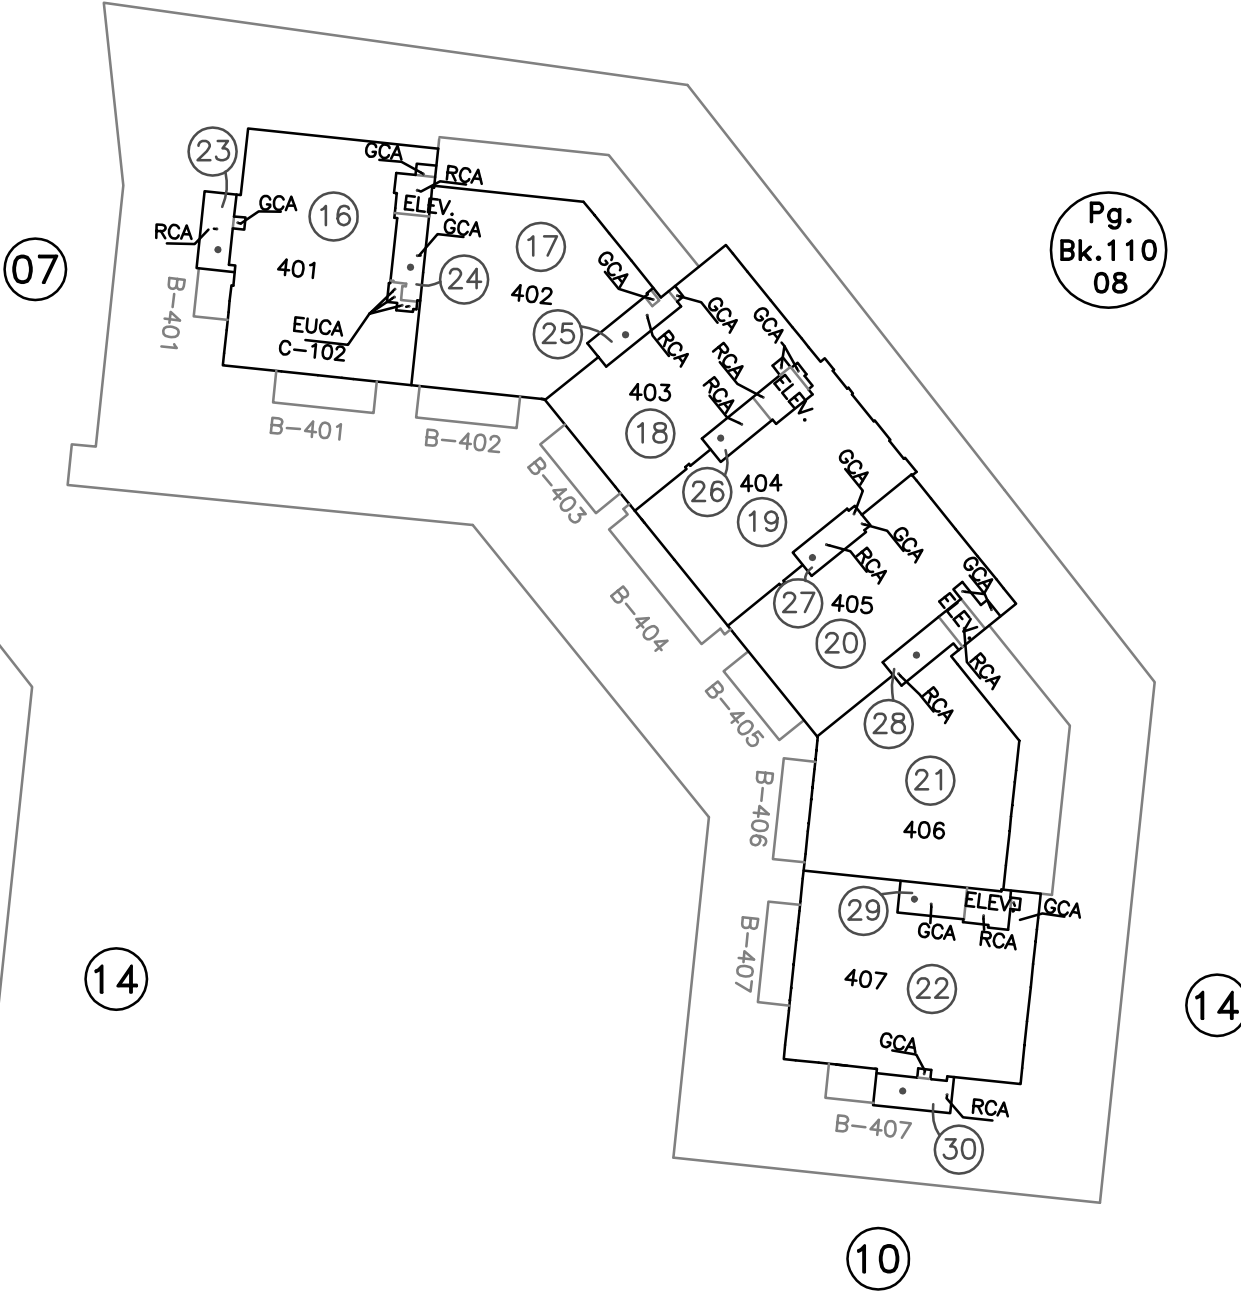 23
GCA
RCA
GCA
16
ELEV.
RCA
GCA
07
401
B-401
24
EUCA
C-102
B-401
17
402
GCA
25
B-402
Pg.
Bk.110
08
GCA
RCA
GCA
RCA
RCA
ELEV.
403
18
B-403
26
404
19
GCA
GCA
RCA
B-404
27
405
20
GCA
ELEV.
RCA
RCA
B-405
28
21
B-406
406
29
ELEV.
GCA
GCA
RCA
B-407
407
22
14
14
GCA
RCA
B-407
30
10